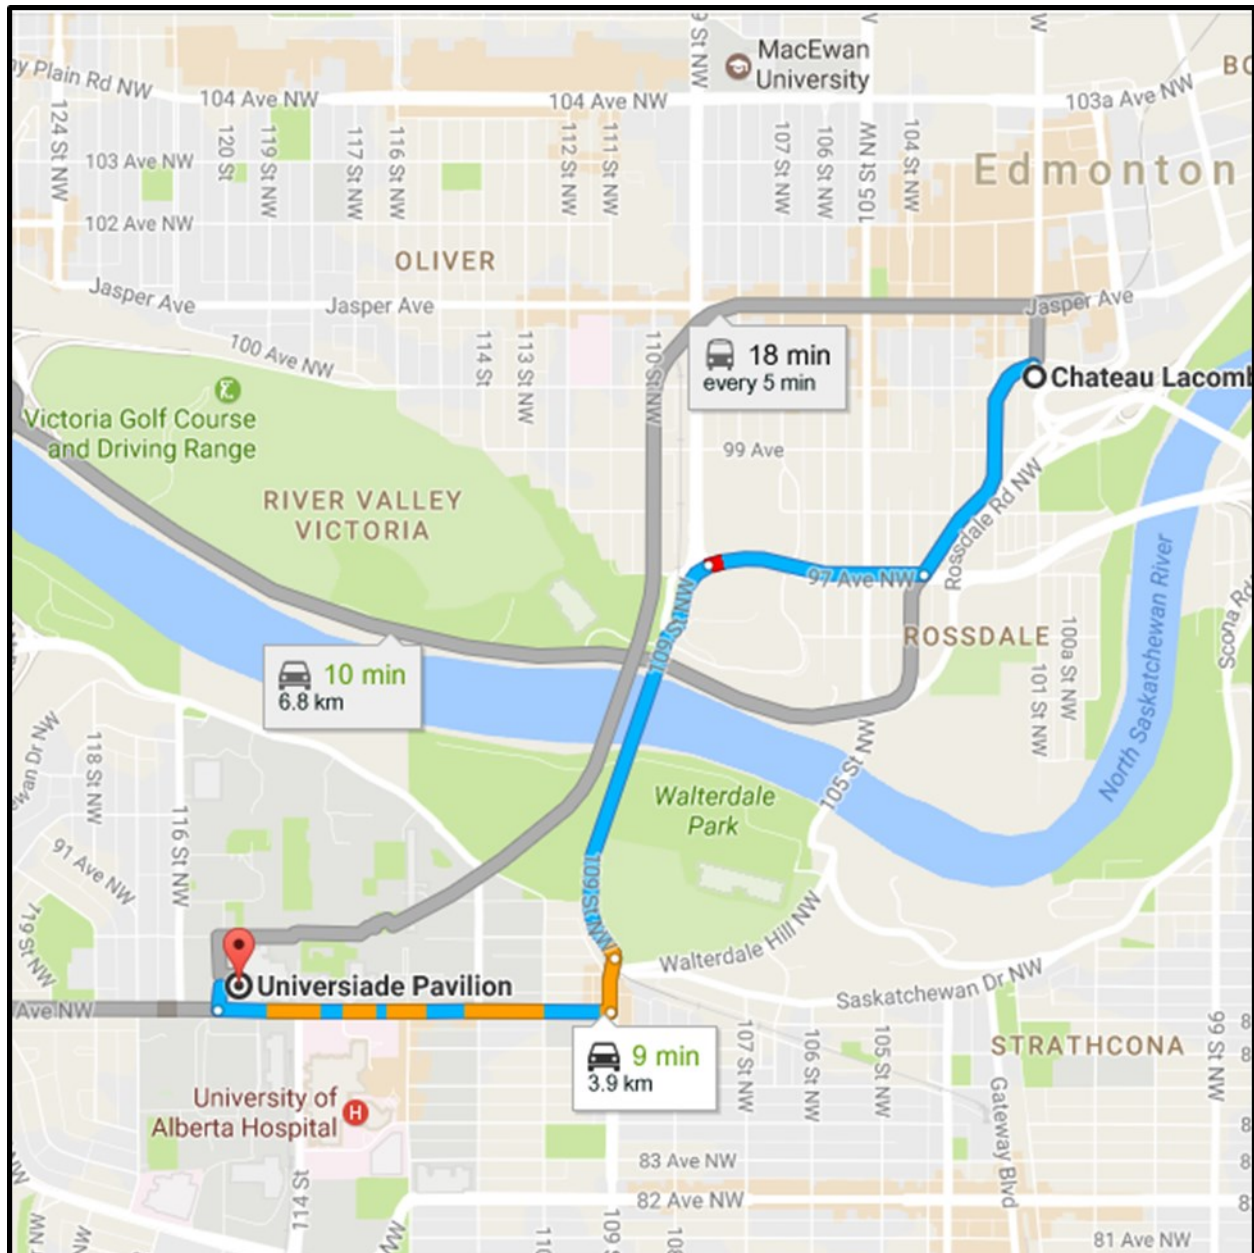 MacEwan
University
ny Plain Rd NW
104 Ave NW
104 Ave NW
103a Ave NW
124 St NW
120 St
119 St NW
117 St NW
116 St NW
112 St NW
111 St NW
107 St NW
106 St NW
105 St NW
104 St NW
103 Ave NW
Edmonton
102 Ave NW
OLIVER
Jasper Ave
Jasper Ave
Jasper Ave
100 Ave NW
114 St
113 St NW
110 St NW
18 min
every 5 min
Chateau Lacomb
Victoria Golf Course
and Driving Range
99 Ave
RIVER VALLEY
VICTORIA
Rossdale Rd NW
97 Ave NW
109 St NW
ROSSDALE
100a St NW
101 St NW
North Saskatchewan River
Scona Rd
10 min
6.8 km
105 St NW
Walterdale
Park
ewan Dr NW
118 St NW
116 St NW
91 Ave NW
119 St NW
109 St NW
Walterdale Hill NW
Saskatchewan Dr NW
Universiade Pavilion
Ave NW
9 min
3.9 km
107 St NW
106 St NW
105 St NW
STRATHCONA
99 St NW
Gateway Blvd
University of
Alberta Hospital
H
114 St
83 Ave NW
82 Ave NW
81 Ave NW